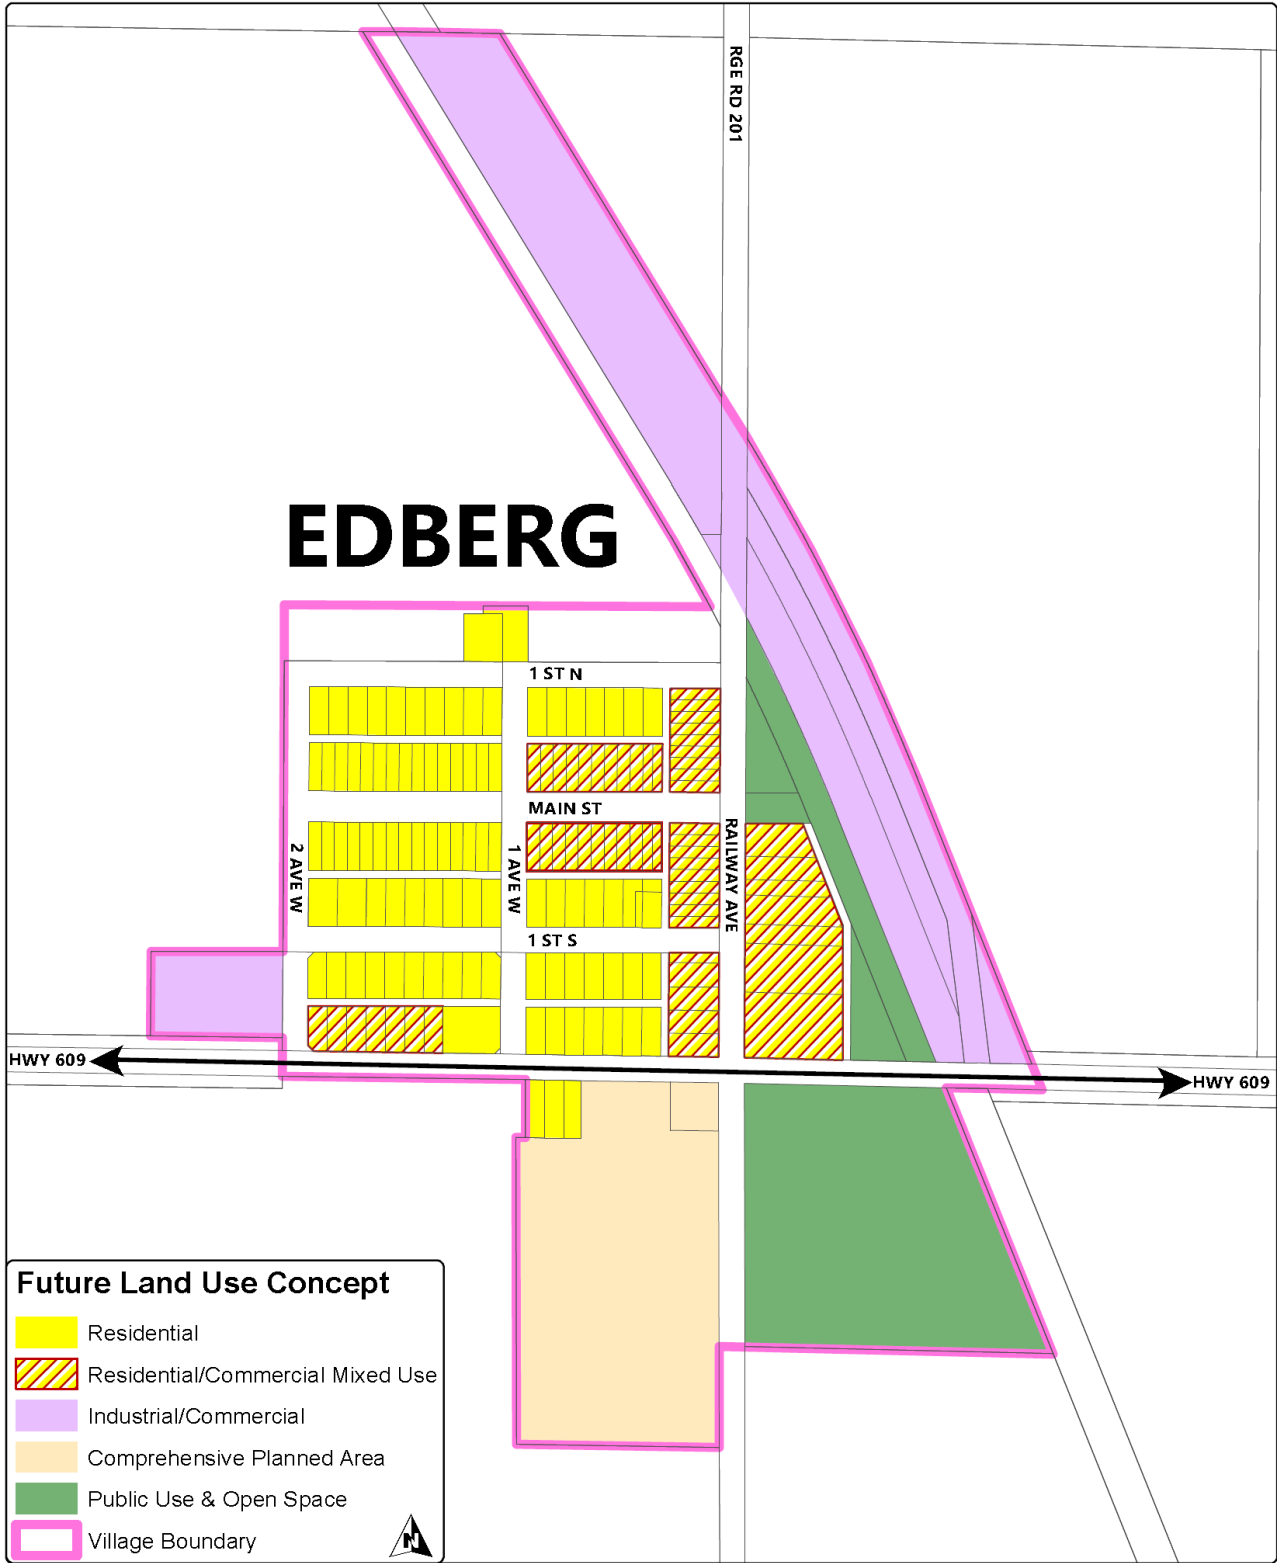 RGE RD 201
EDBERG
1 ST N
MAIN ST
2 AVE W
1 AVE W
RAILWAY AVE
1 ST S
HWY 609
HWY 609
Future Land Use Concept
Residential
Residential/Commercial Mixed Use
Industrial/Commercial
Comprehensive Planned Area
Public Use & Open Space
Village Boundary
N